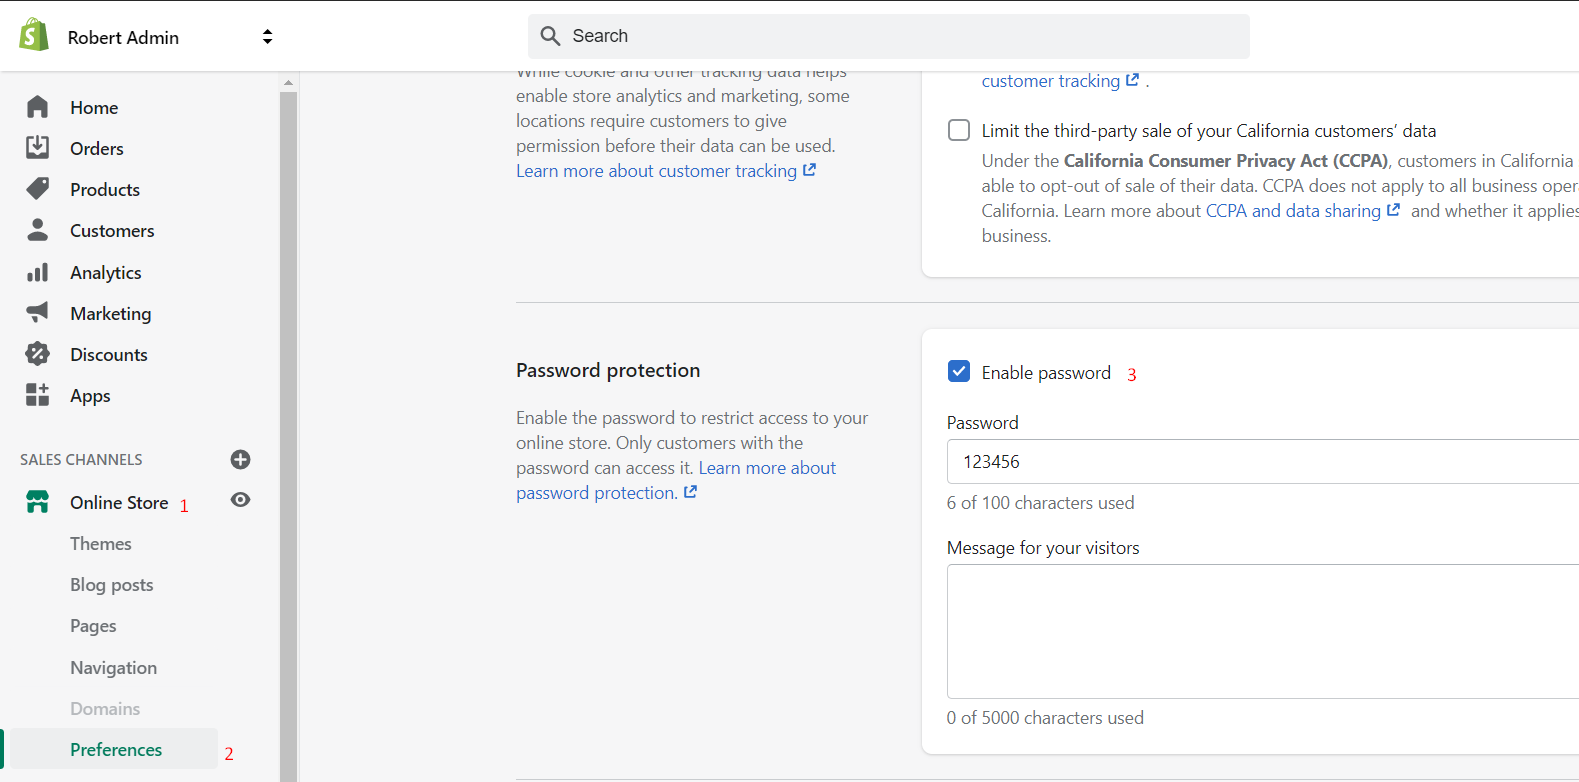 Robert Admin
Search
Home
Orders
Products
Customers
Analytics
Marketing
Discounts
Apps
SALES CHANNELS
Online Store 1
Themes
Blog posts
Pages
Navigation
Domains
Preferences 2
While cookie and other tracking data helps
enable store analytics and marketing, some
locations require customers to give
permission before their data can be used.
Learn more about customer tracking
customer tracking .
Limit the third-party sale of your California customers’ data
Under the California Consumer Privacy Act (CCPA), customers in California
able to opt-out of sale of their data. CCPA does not apply to all business oper
California. Learn more about CCPA and data sharing and whether it applies
business.
Password protection
Enable the password to restrict access to your
online store. Only customers with the
password can access it. Learn more about
password protection.
Enable password 3
Password
123456
6 of 100 characters used
Message for your visitors
0 of 5000 characters used